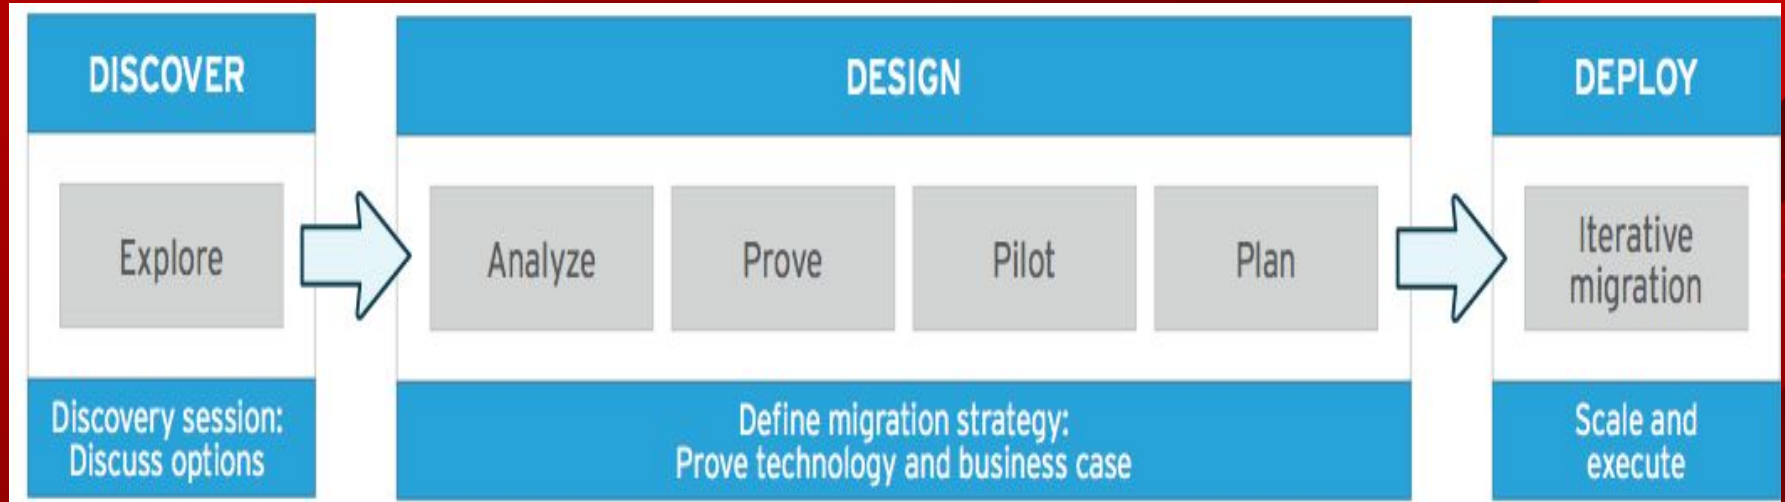 DISCOVER
Explore
Discovery session:
Discuss options
DESIGN
Analyze
Prove
Pilot
Plan
Define migration strategy:
Prove technology and business case
DEPLOY
Iterative
migration
Scale and
execute